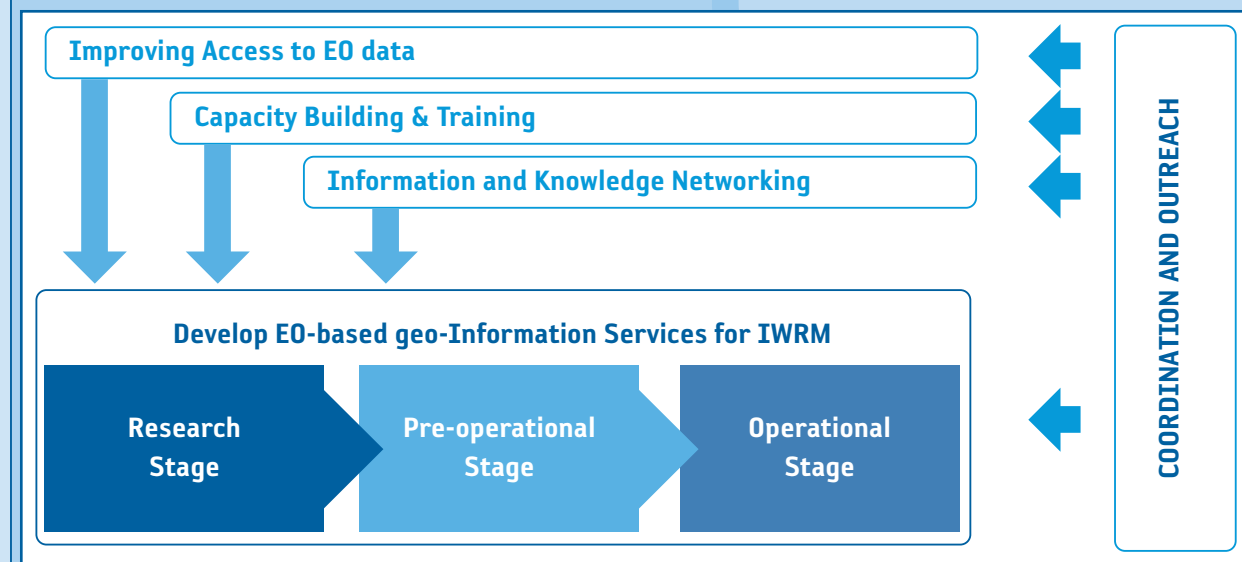 Improving Access to EO data
Capacity Building & Training
Information and Knowledge Networking
Develop EO-based geo-Information Services for IWRM
Research
Stage
Pre-operational
Stage
Operational
Stage
COORDINATION AND OUTREACH